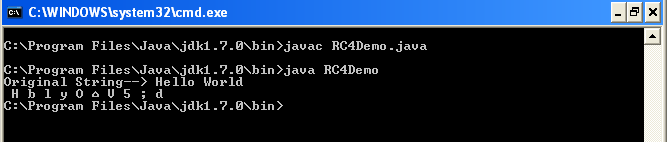 C:\WINDOWS\system32\cmd.exe
C:\Program Files\Java\jdk1.7.0\bin>javac RC4Demo.java
C:\Program Files\Java\jdk1.7.0\bin>java RC4Demo
Original String--> Hello World
H b l y O ⌂ V 5 ; d
C:\Program Files\Java\jdk1.7.0\bin>